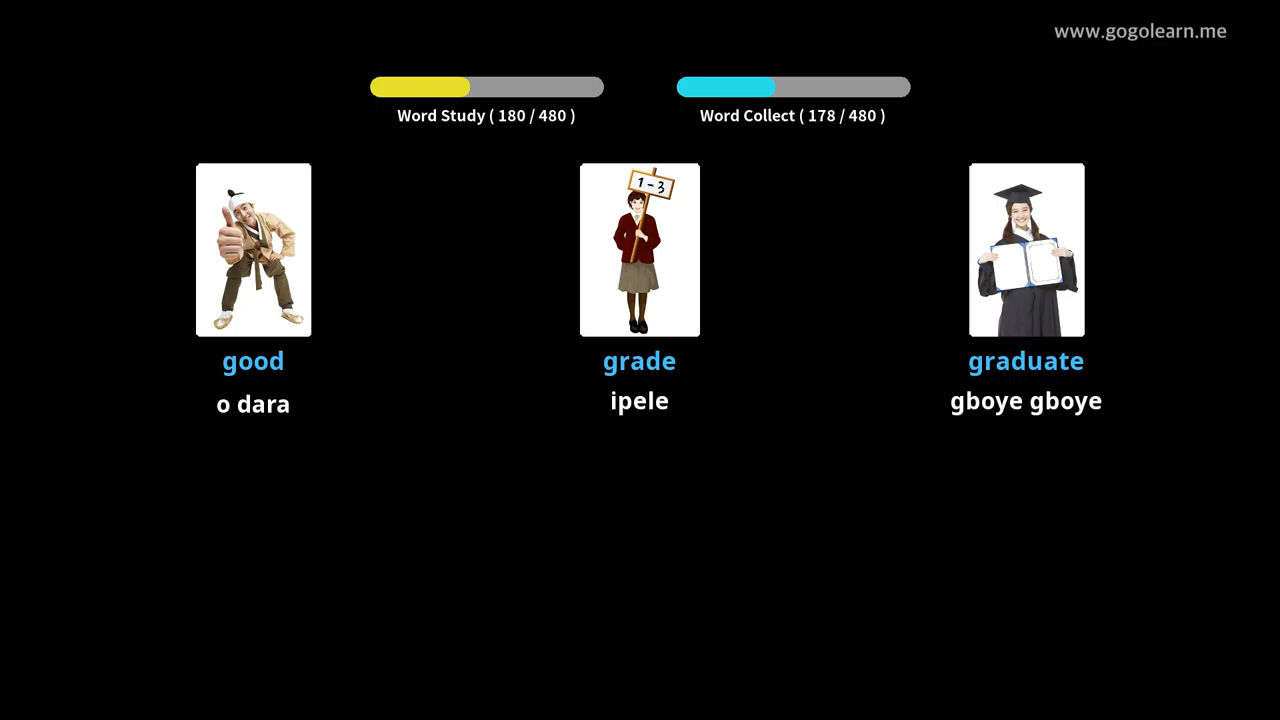 www.gogolearn.me
Word Study ( 180 / 480 )
Word Collect ( 178 / 480 )
1 - 3
good
grade
graduate
o dara
ipele
gboye gboye